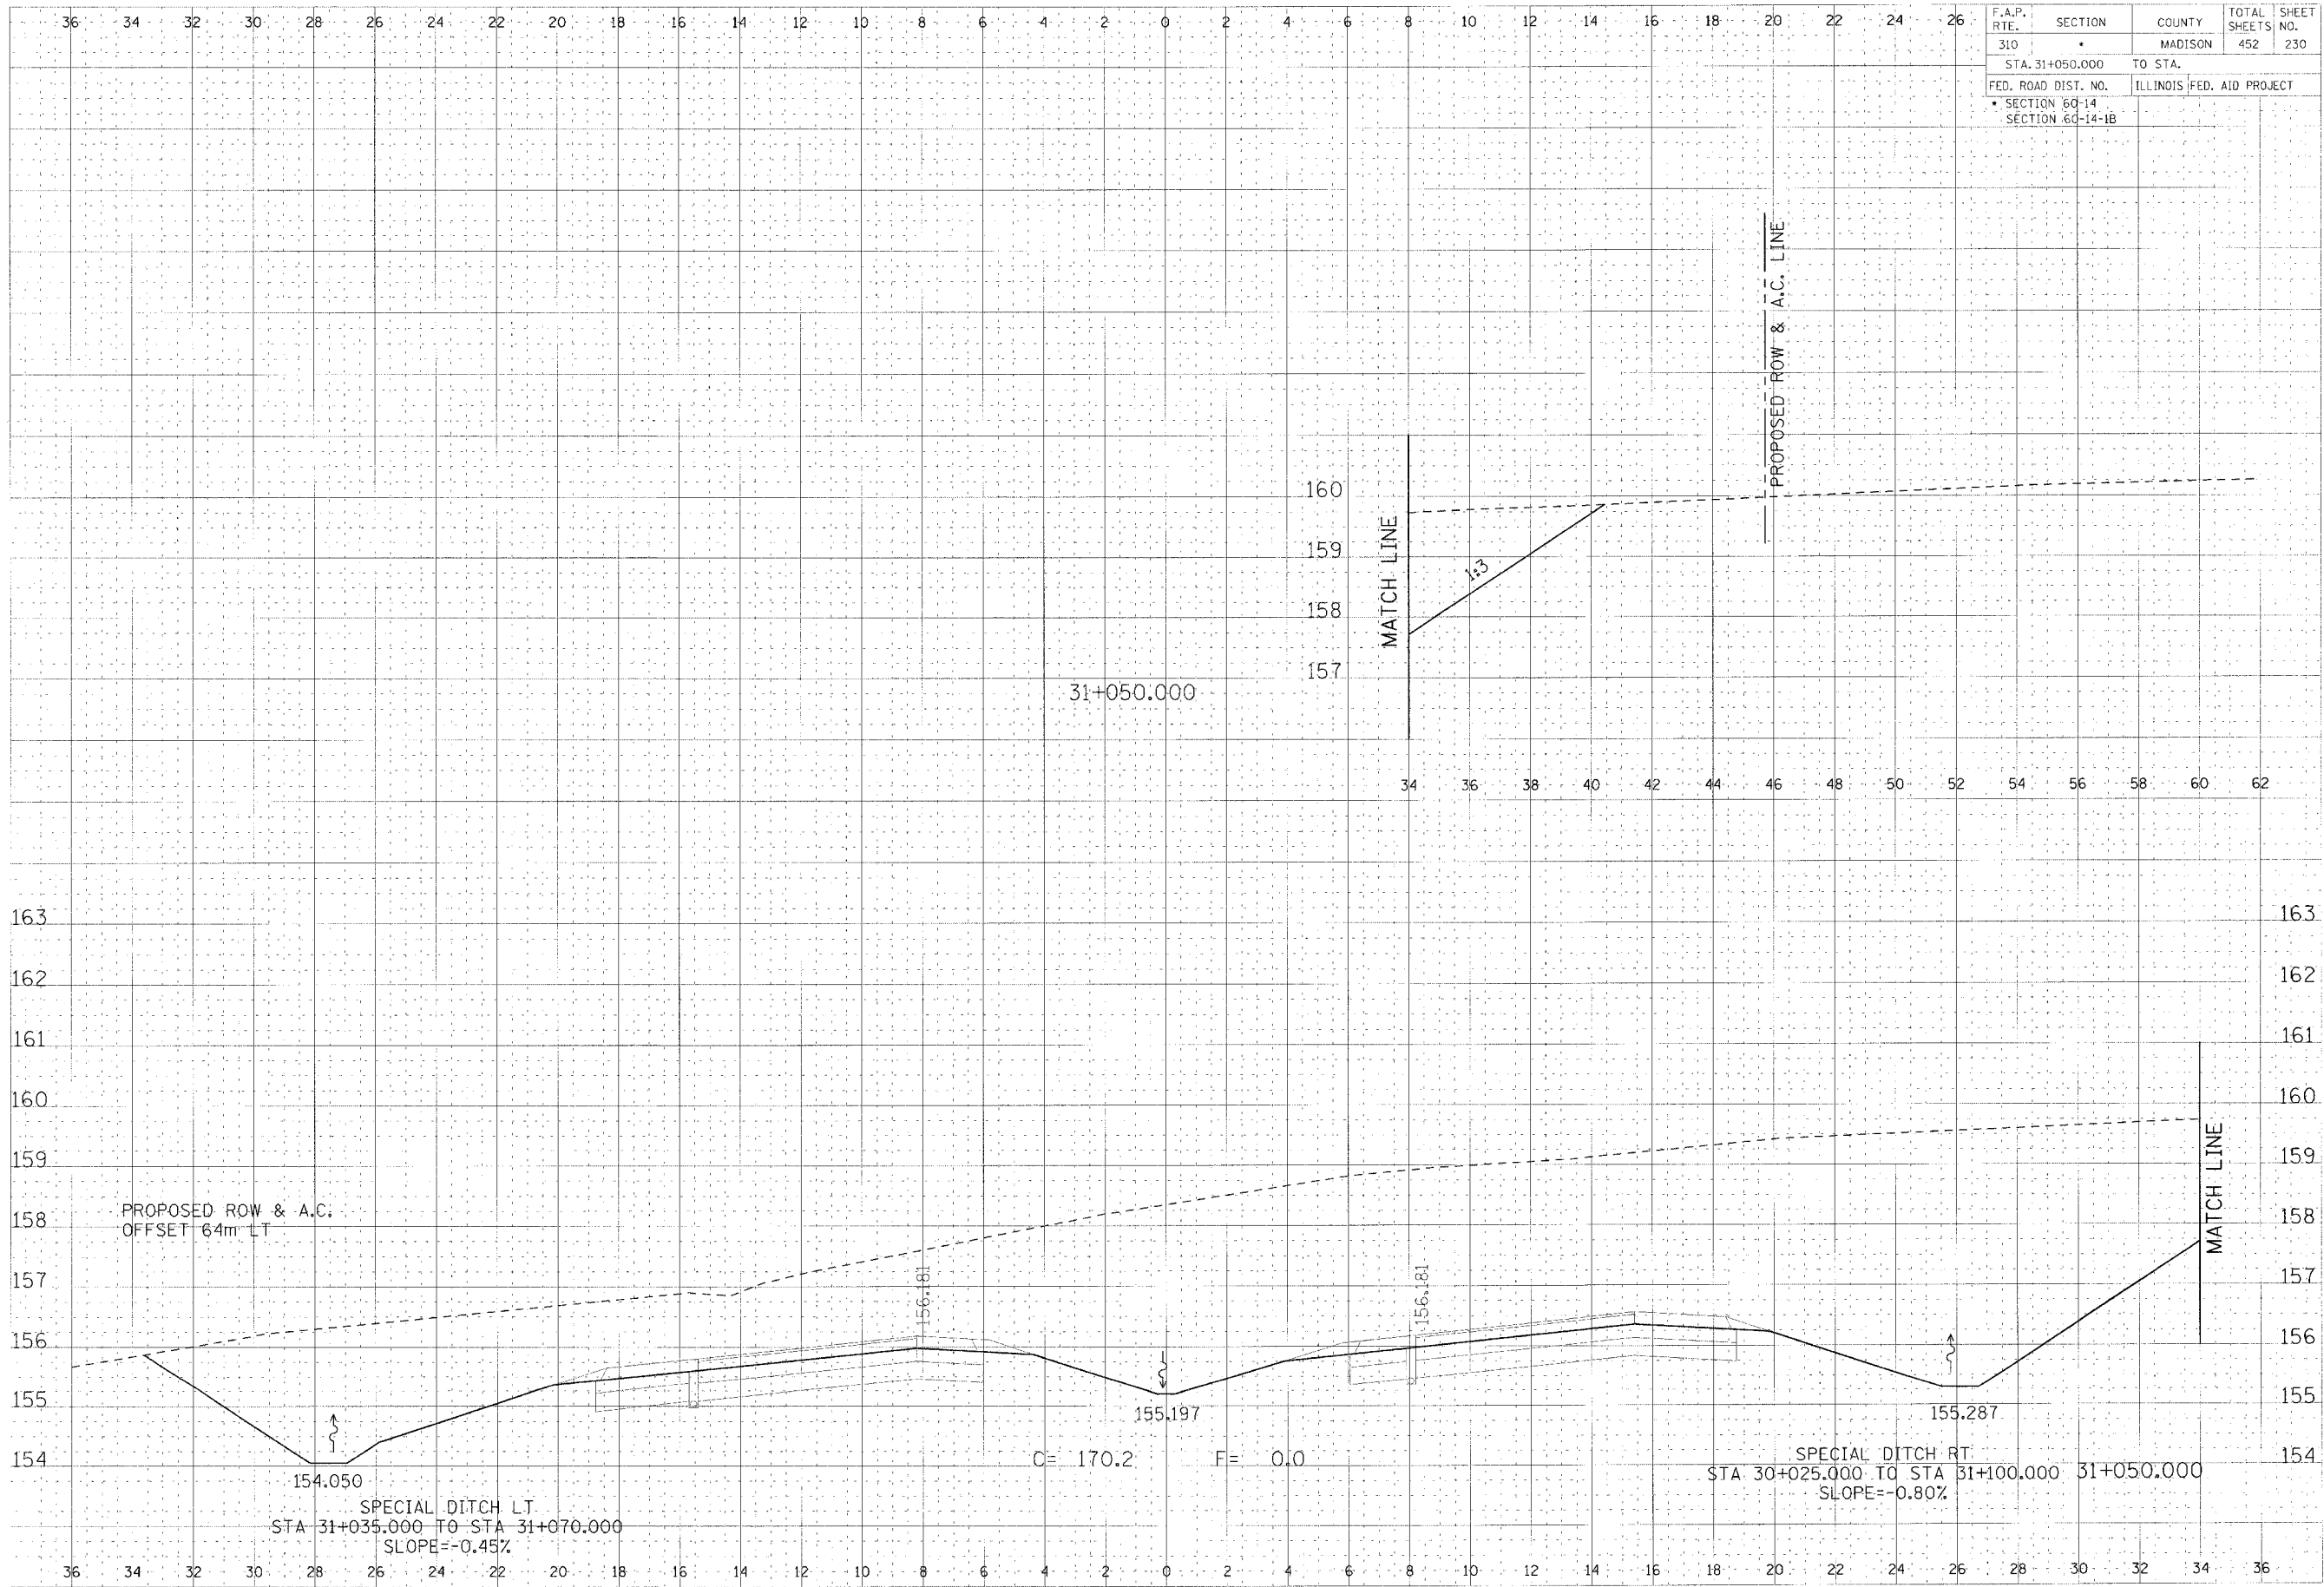 36 34 32 30 28 26 24 22 20 18 16 14 12 10 8 6 4 2 0 2 4 6 8 10 12 14 16 18 20 22 24 26
F.A.P. RTE. SECTION COUNTY TOTAL SHEETS SHEET NO.
310 * MADISON 452 230
STA. 31+050.000 TO STA.
FED. ROAD DIST. NO. ILLINOIS FED. AID PROJECT
* SECTION 60-14
SECTION 60-14-1B
PROPOSED ROW & A.C. LINE
160
159
158
157
MATCH LINE
1:3
31+050.000
34 36 38 40 42 44 46 48 50 52 54 56 58 60 62
163 163
162 162
161 161
160 160
159 159
158 158
157 157
156 156
155 155
154 154
MATCH LINE
PROPOSED ROW & A.C.
OFFSET 64m LT
156.181
156.181
154.050
155.197
155.287
C= 170.2 F= 0.0
SPECIAL DITCH LT
STA 31+035.000 TO STA 31+070.000
SLOPE=-0.45%
SPECIAL DITCH RT
STA 30+025.000 TO STA 31+100.000
SLOPE=-0.80%
31+050.000
36 34 32 30 28 26 24 22 20 18 16 14 12 10 8 6 4 2 0 2 4 6 8 10 12 14 16 18 20 22 24 26 28 30 32 34 36